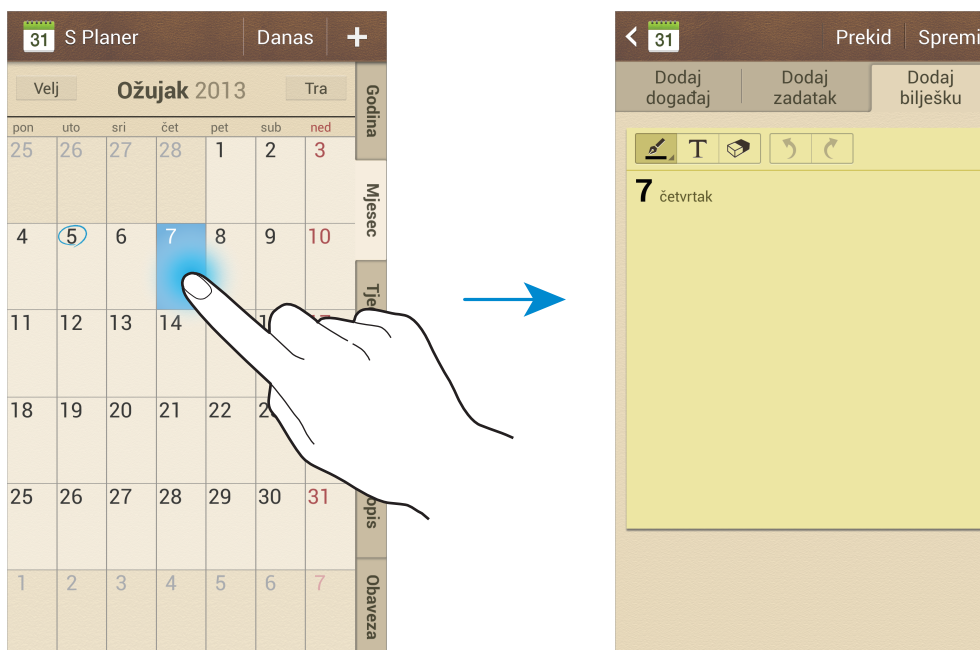 31 S Planer Danas +
Velj Ožujak 2013 Tra
pon uto sri čet pet sub ned
25 26 27 28 1 2 3
4 5 6 7 8 9 10
11 12 13 14
18 19 20 21 22
25 26 27 28 29 30 31
1 2 3 4 5 6 7
Godina
Mjesec
Obaveza
31 Prekid Spremi
Dodaj događaj
Dodaj zadatak
Dodaj bilješku
T
7 četvrtak